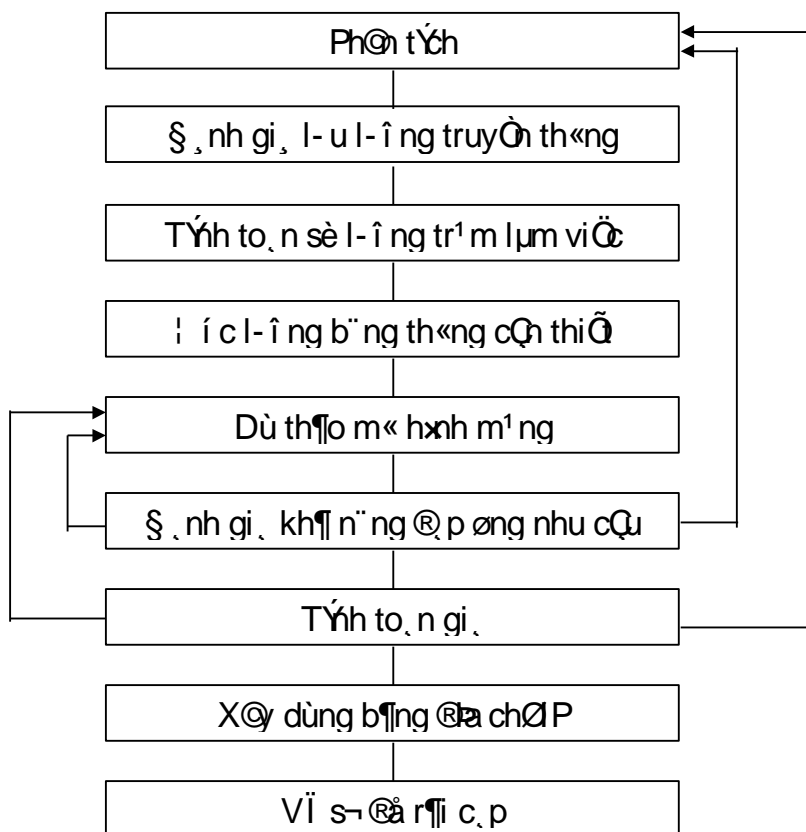 Ph©n tÝch
§¸nh gi¸ l-u l-îng truyÒn th«ng
TÝnh to¸n sè l-îng tr¹m lµm viÖc
¦íc l-îng b¨ng th«ng cÇn thiÕt
Dù th¶o m« h×nh m¹ng
§¸nh gi¸ kh¶ n¨ng ®¸p øng nhu cÇu
TÝnh to¸n gi¸
X©y dùng b¶ng ®Þa chØ IP
VÏ s¬ ®å r¶i c¸p